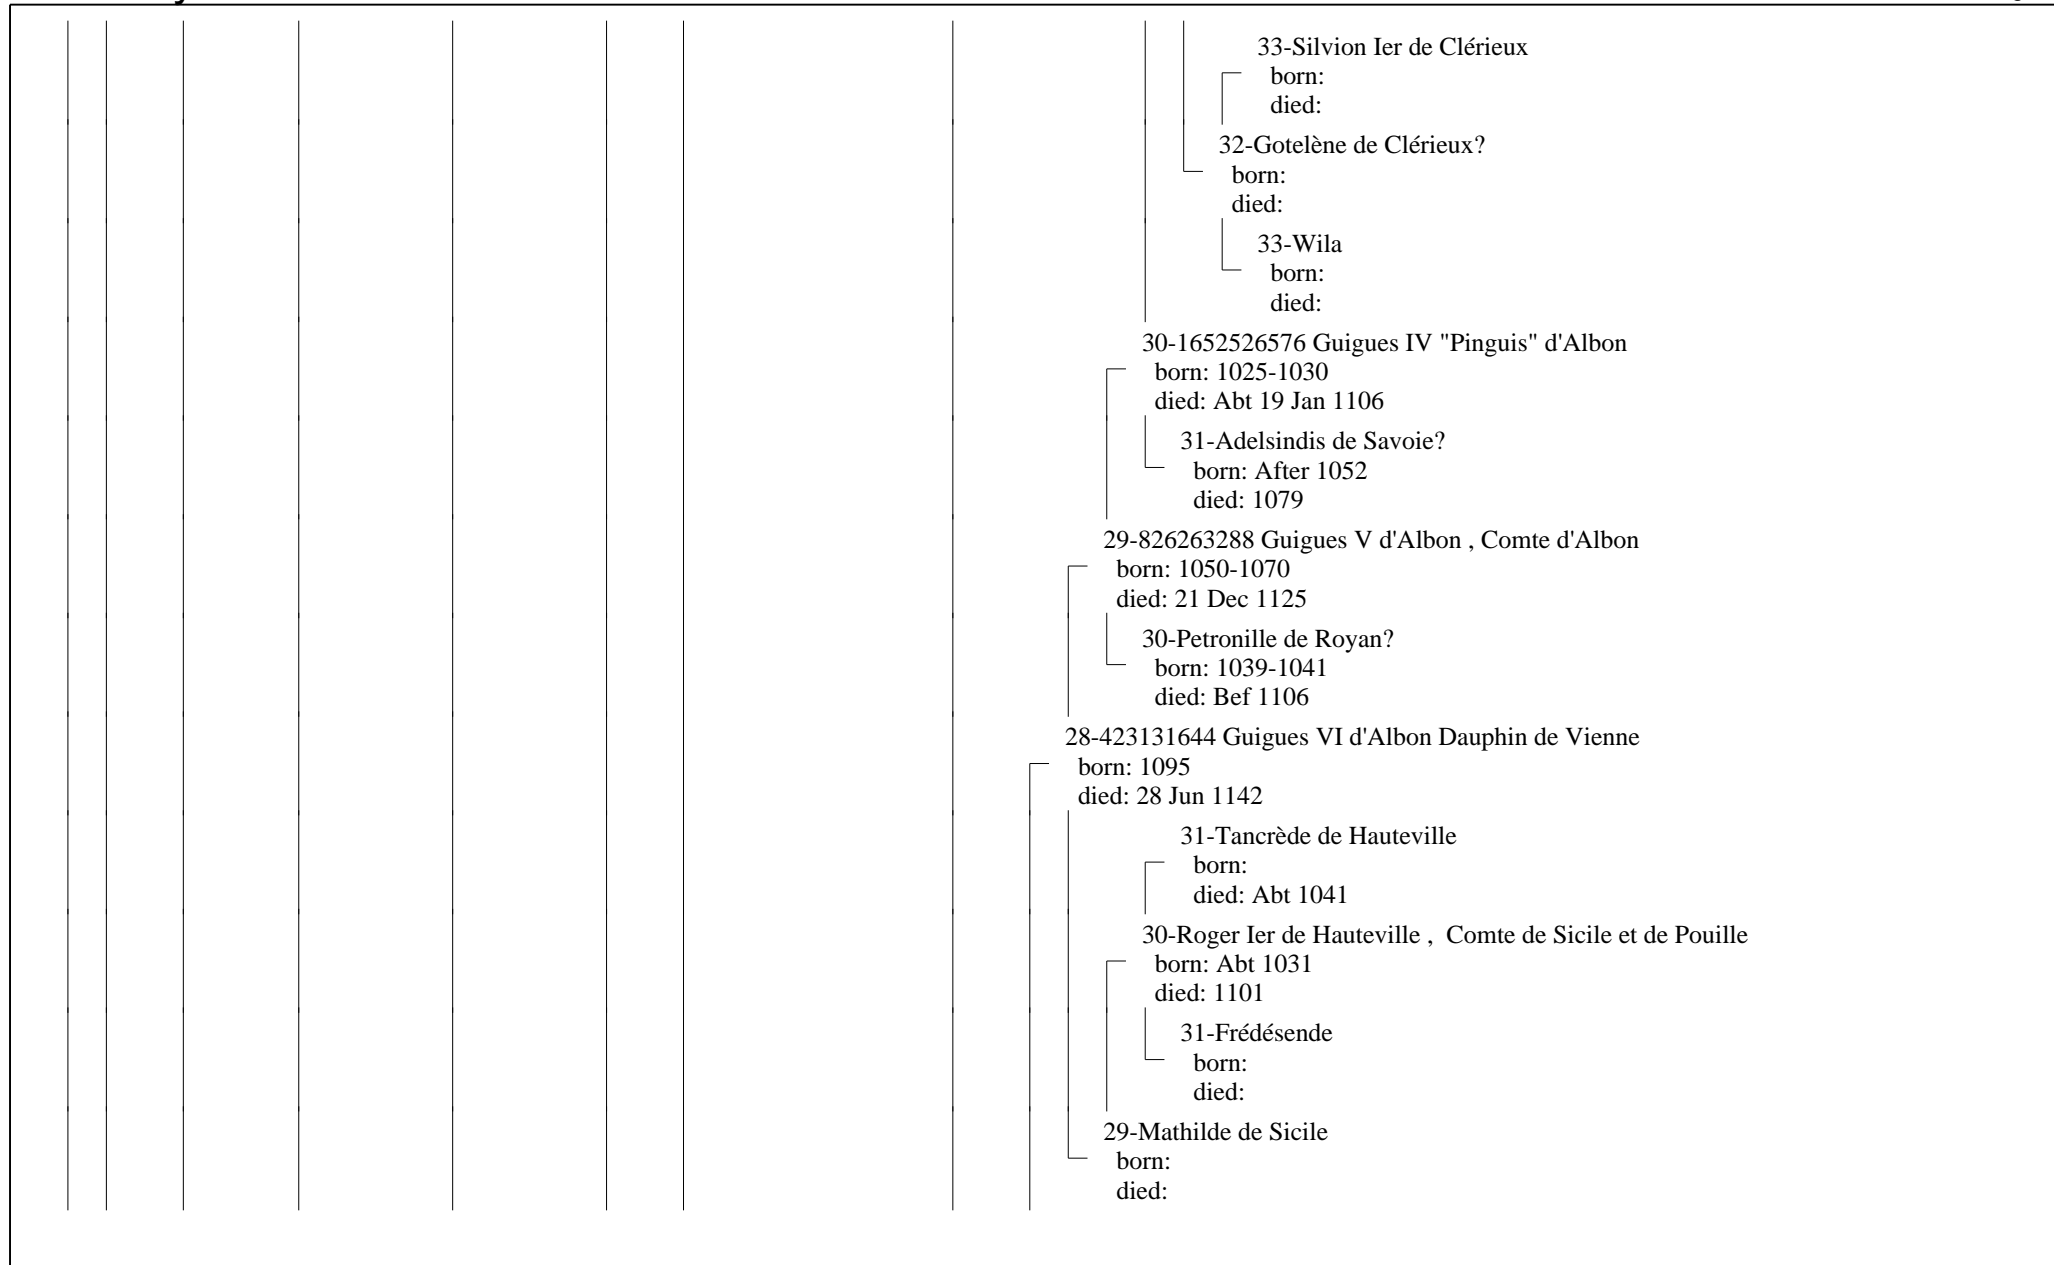 33-Silvion Ier de Clérieux
born:
died:
32-Gotelène de Clérieux?
born:
died:
33-Wila
born:
died:
30-1652526576 Guigues IV "Pinguis" d'Albon
born: 1025-1030
died: Abt 19 Jan 1106
31-Adelsindis de Savoie?
born: After 1052
died: 1079
29-826263288 Guigues V d'Albon , Comte d'Albon
born: 1050-1070
died: 21 Dec 1125
30-Petronille de Royan?
born: 1039-1041
died: Bef 1106
28-423131644 Guigues VI d'Albon Dauphin de Vienne
born: 1095
died: 28 Jun 1142
31-Tancrède de Hauteville
born:
died: Abt 1041
30-Roger Ier de Hauteville ,  Comte de Sicile et de Pouille
born: Abt 1031
died: 1101
31-Frédésende
born:
died:
29-Mathilde de Sicile
born:
died: